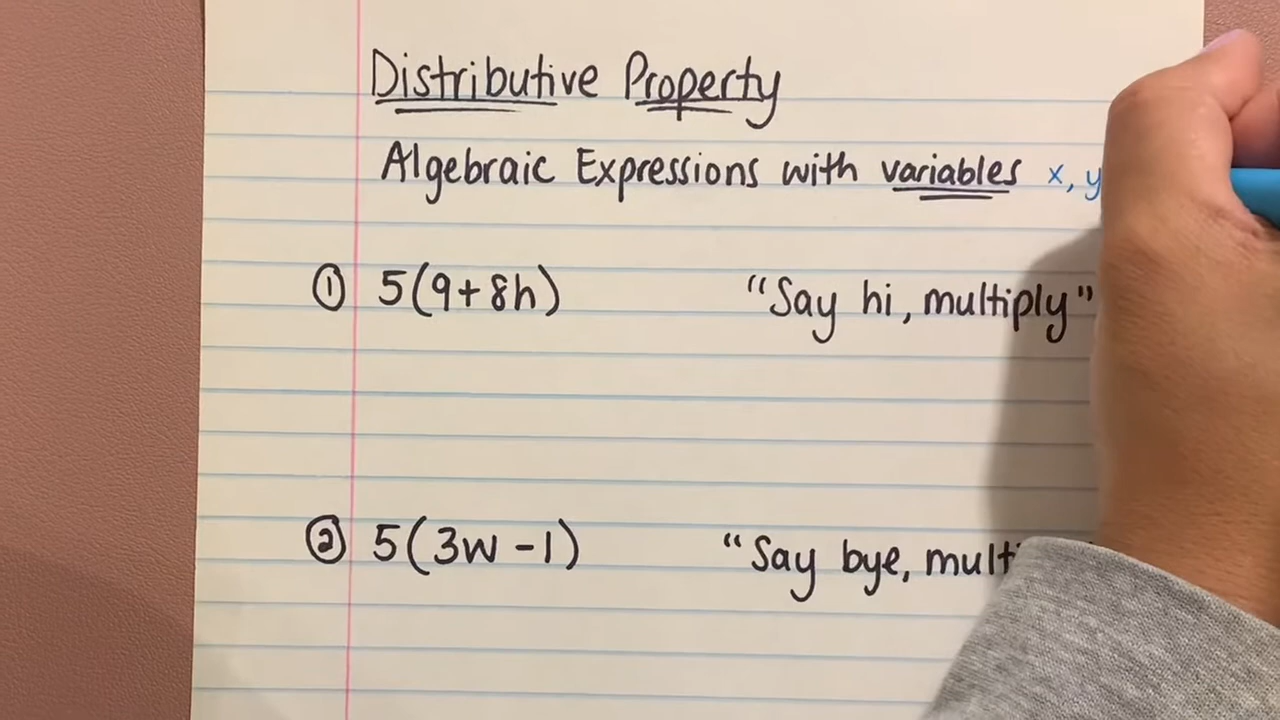 Distributive Property
Algebraic Expressions with variables x, y
① 5(9+8h) "Say hi, multiply"
② 5(3w-1) "Say bye,